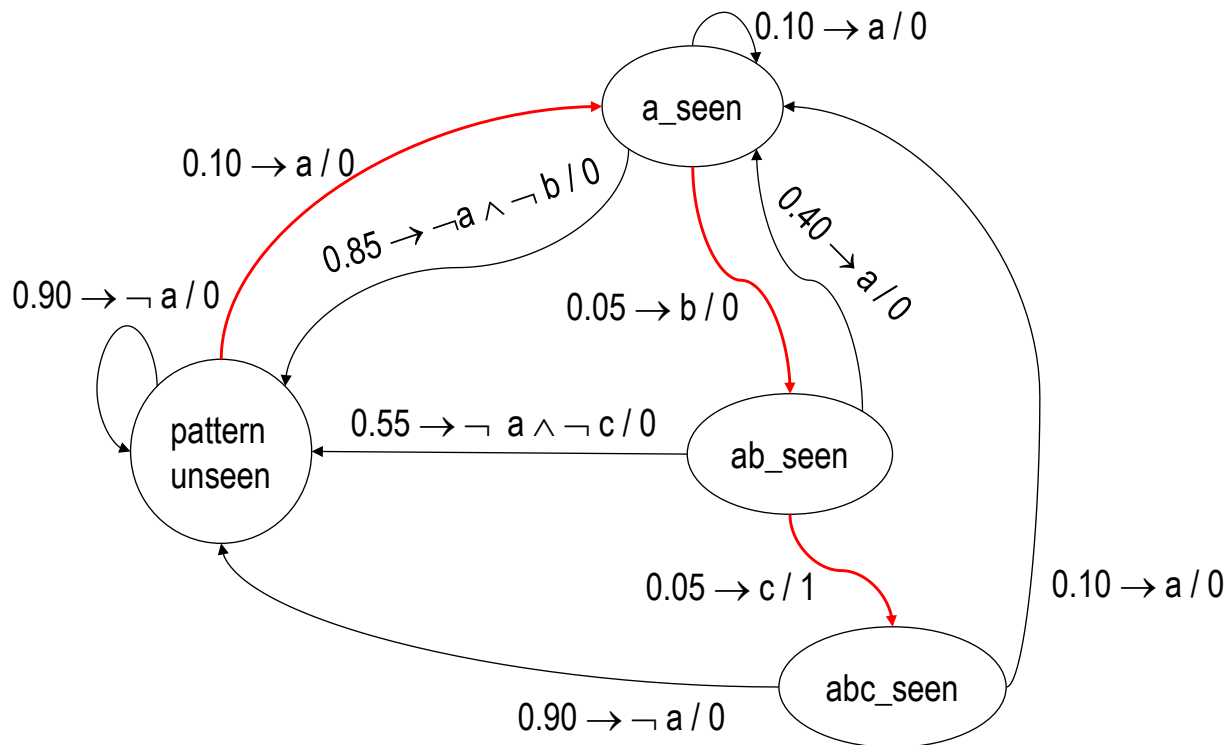 0.10 → a / 0
a_seen
0.10 → a / 0
0.85 → ¬a ∧ ¬ b / 0
0.40 → a / 0
0.90 → ¬ a / 0
0.05 → b / 0
pattern
unseen
0.55 → ¬ a ∧ ¬ c / 0
ab_seen
0.05 → c / 1
0.10 → a / 0
abc_seen
0.90 → ¬ a / 0